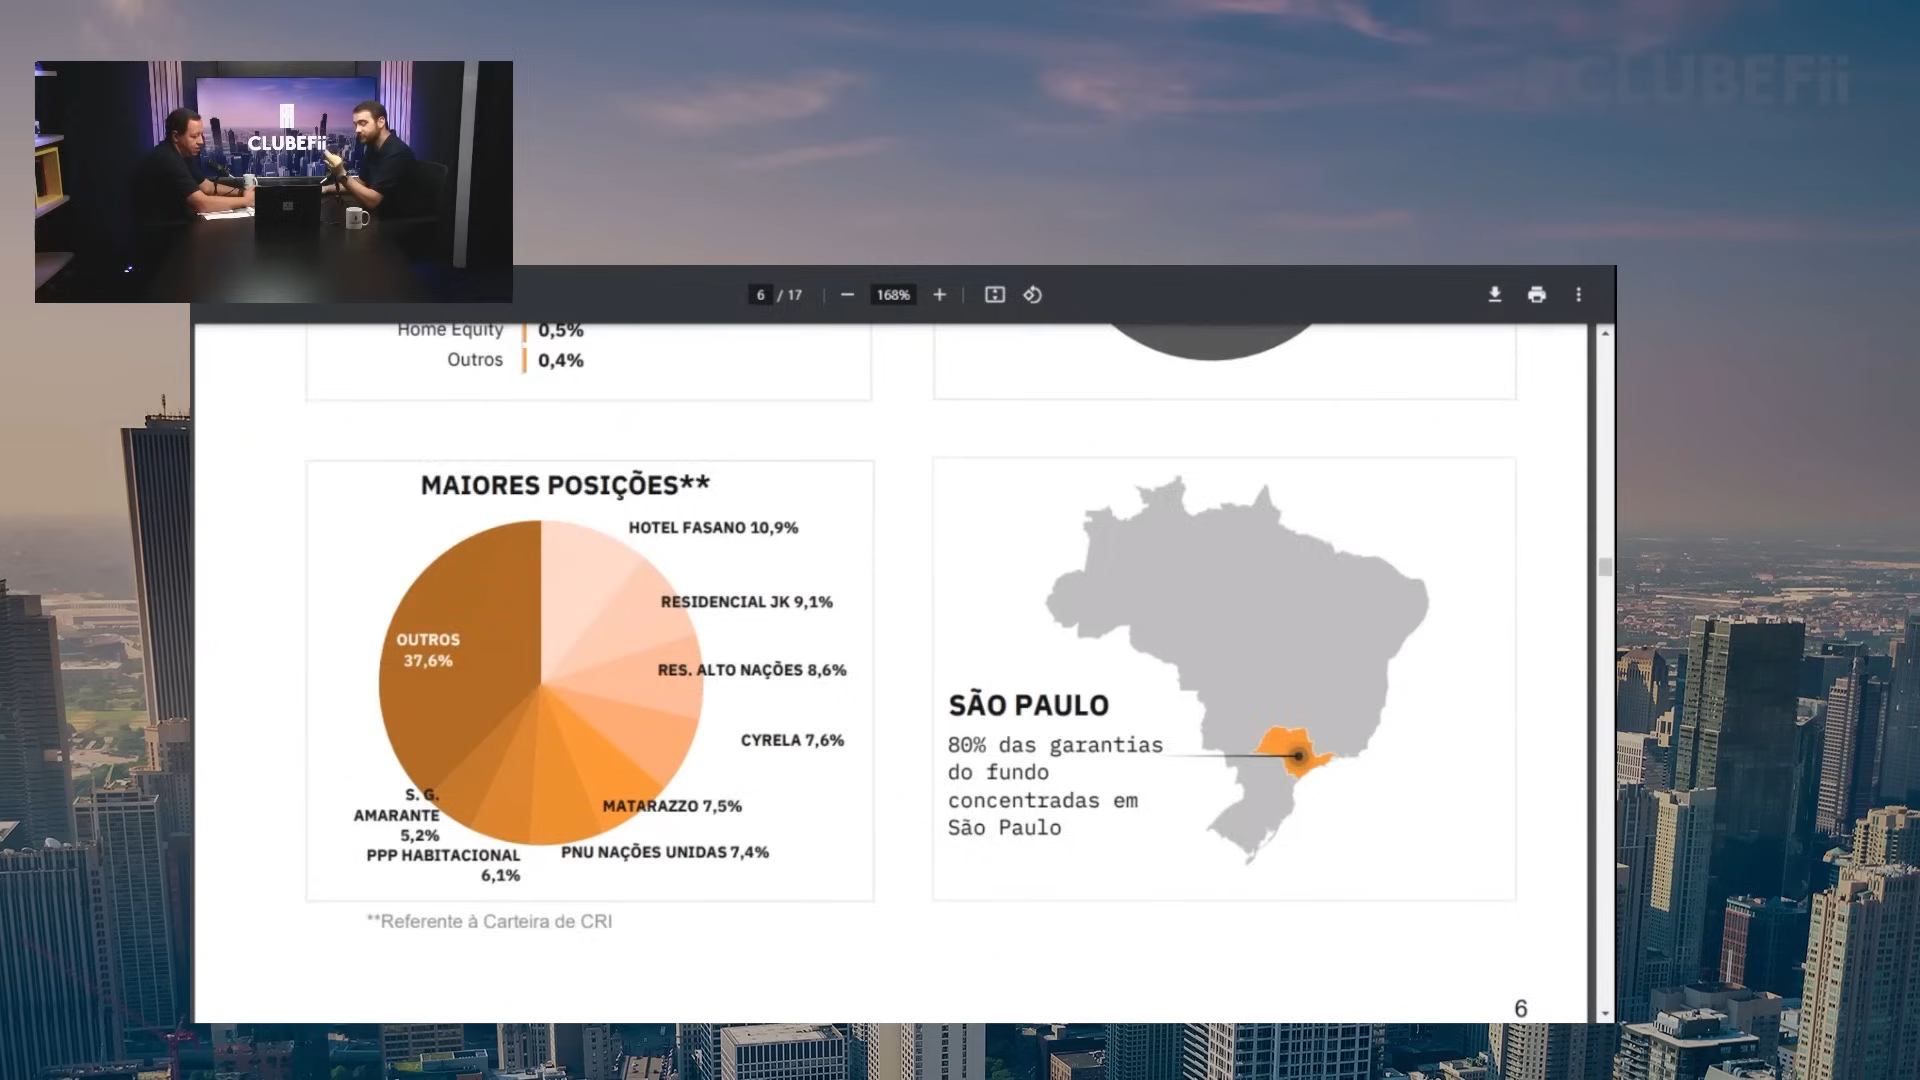 CLUBEFii
CLUBEFii
6 / 17
168%
Home Equity 0,5%
Outros 0,4%
MAIORES POSIÇÕES**
HOTEL FASANO 10,9%
RESIDENCIAL JK 9,1%
RES. ALTO NAÇÕES 8,6%
CYRELA 7,6%
MATARAZZO 7,5%
PNU NAÇÕES UNIDAS 7,4%
PPP HABITACIONAL
6,1%
S. G.
AMARANTE
5,2%
OUTROS
37,6%
**Referente à Carteira de CRI
SÃO PAULO
80% das garantias
do fundo
concentradas em
São Paulo
6